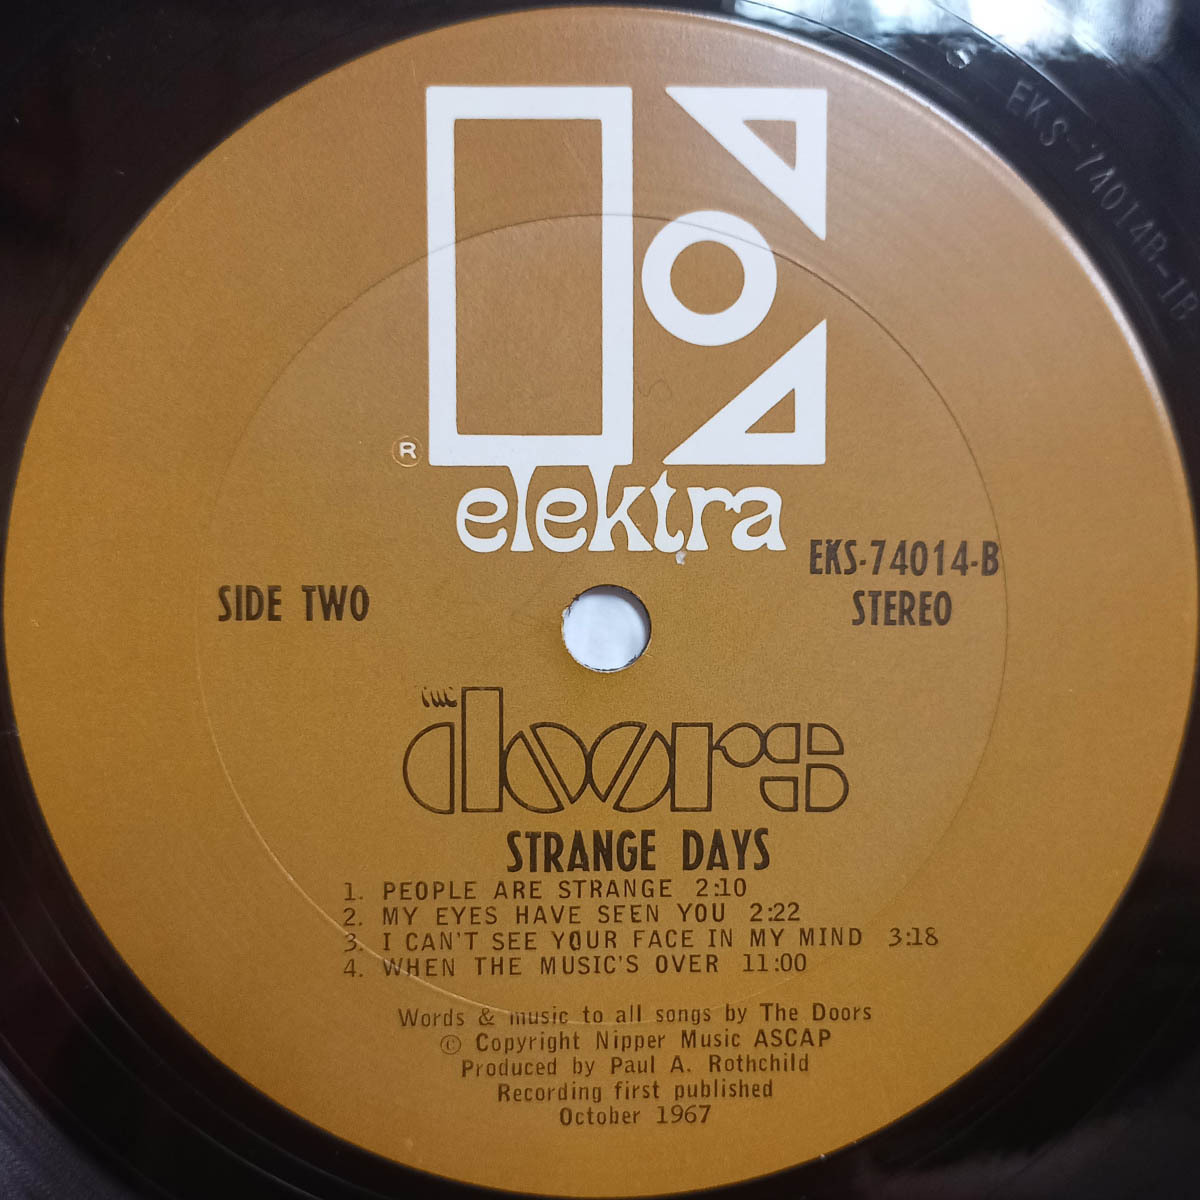 EKS-74014B-1B
®
elektra
EKS-74014-B
SIDE TWO
STEREO
THE
doors
STRANGE DAYS
1. PEOPLE ARE STRANGE 2:10
2. MY EYES HAVE SEEN YOU 2:22
3. I CAN'T SEE YOUR FACE IN MY MIND 3:18
4. WHEN THE MUSIC'S OVER 11:00
Words & music to all songs by The Doors
© Copyright Nipper Music ASCAP
Produced by Paul A. Rothchild
Recording first published
October 1967